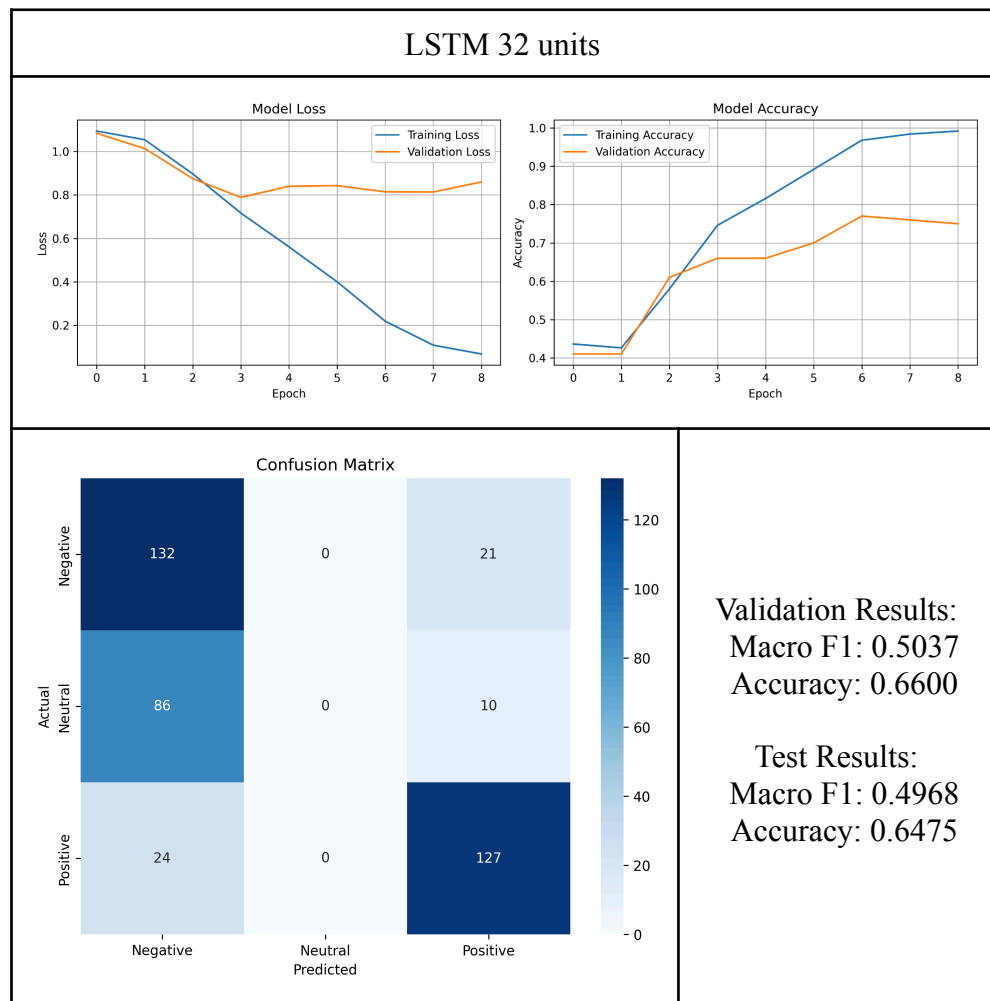 LSTM 32 units
Model Loss
Training Loss
Validation Loss
1.0
0.8
0.6
0.4
0.2
Loss
0 1 2 3 4 5 6 7 8
Epoch
Model Accuracy
Training Accuracy
Validation Accuracy
1.0
0.9
0.8
0.7
0.6
0.5
0.4
Accuracy
0 1 2 3 4 5 6 7 8
Epoch
Confusion Matrix
Negative
132 0 21
Actual
Neutral
86 0 10
Positive
24 0 127
Negative Neutral Positive
Predicted
120
100
80
60
40
20
0
Validation Results:
Macro F1: 0.5037
Accuracy: 0.6600
Test Results:
Macro F1: 0.4968
Accuracy: 0.6475